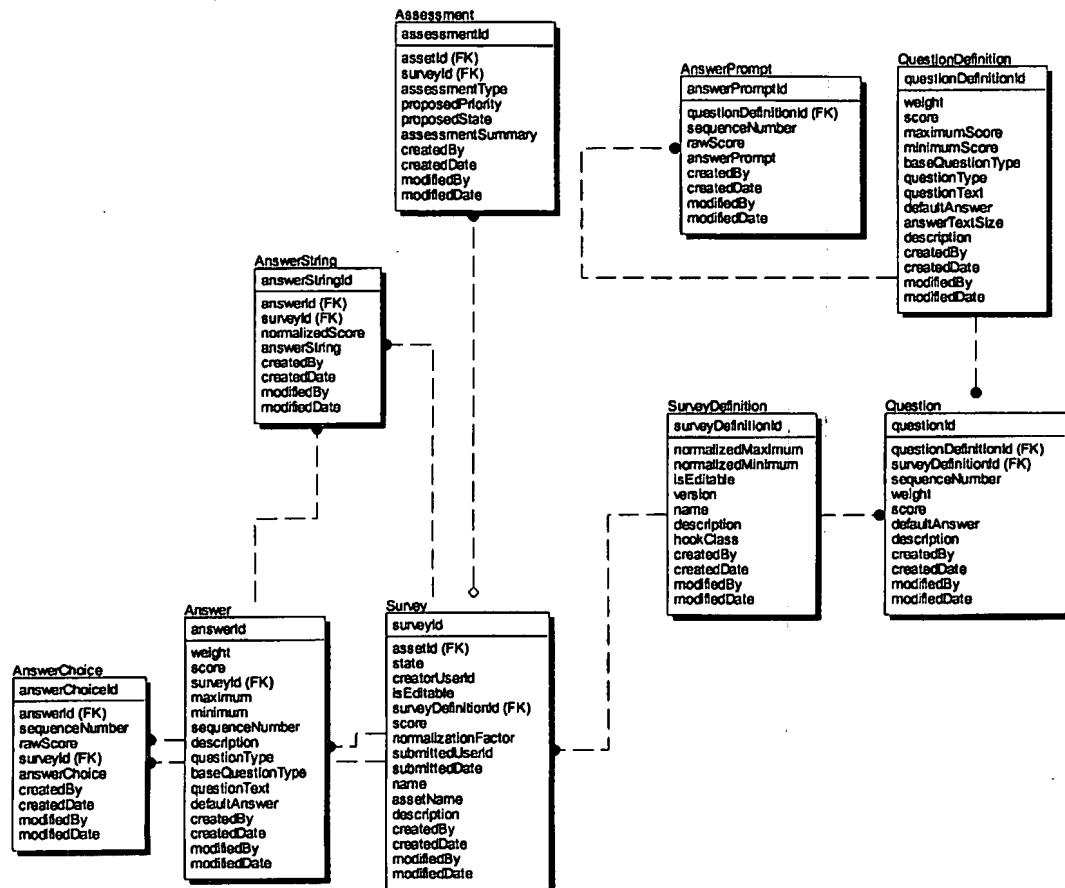 Assessment
assessmentId
assetId (FK)
surveyId (FK)
assessmentType
proposedPriority
proposedState
assessmentSummary
createdBy
createdDate
modifiedBy
modifiedDate
AnswerPrompt
answerPromptId
questionDefinitionId (FK)
sequenceNumber
rawScore
answerPrompt
createdBy
createdDate
modifiedBy
modifiedDate
QuestionDefinition
questionDefinitionId
weight
score
maximumScore
minimumScore
baseQuestionType
questionType
questionText
defaultAnswer
answerTextSize
description
createdBy
createdDate
modifiedBy
modifiedDate
AnswerString
answerStringId
answerId (FK)
surveyId (FK)
normalizedScore
answerString
createdBy
createdDate
modifiedBy
modifiedDate
SurveyDefinition
surveyDefinitionId
normalizedMaximum
normalizedMinimum
isEditable
version
name
description
hookClass
createdBy
createdDate
modifiedBy
modifiedDate
Question
questionId
questionDefinitionId (FK)
surveyDefinitionId (FK)
sequenceNumber
weight
score
defaultAnswer
description
createdBy
createdDate
modifiedBy
modifiedDate
AnswerChoice
answerChoiceId
answerId (FK)
sequenceNumber
rawScore
surveyId (FK)
answerChoice
createdBy
createdDate
modifiedBy
modifiedDate
Answer
answerId
weight
score
surveyId (FK)
maximum
minimum
sequenceNumber
description
questionType
baseQuestionType
questionText
defaultAnswer
createdBy
createdDate
modifiedBy
modifiedDate
Survey
surveyId
assetId (FK)
state
creatorUserId
isEditable
surveyDefinitionId (FK)
score
normalizationFactor
submittedUserId
submittedDate
name
assetName
description
createdBy
createdDate
modifiedBy
modifiedDate